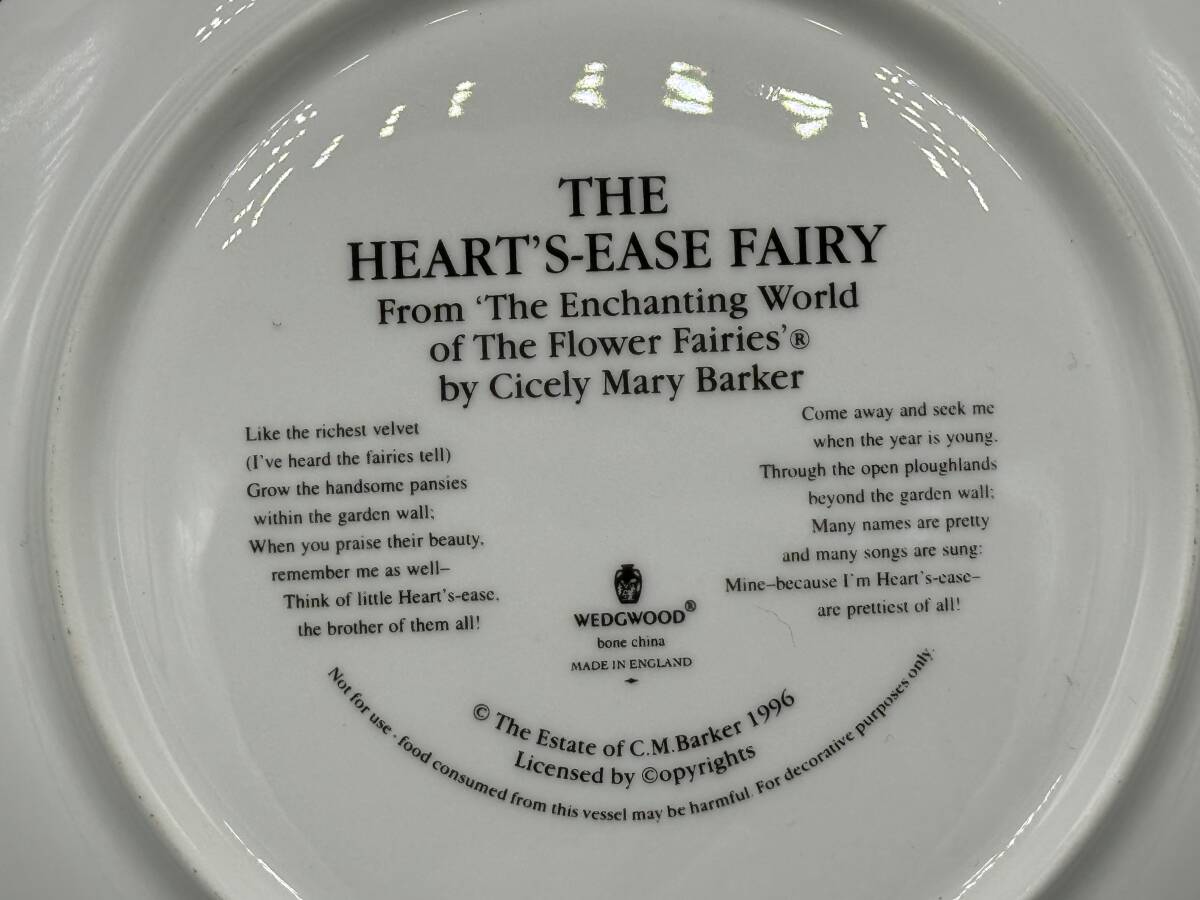 THE
HEART'S-EASE FAIRY
From 'The Enchanting World
of The Flower Fairies'®
by Cicely Mary Barker
Like the richest velvet
(I've heard the fairies tell)
Grow the handsome pansies
within the garden wall;
When you praise their beauty,
remember me as well–
Think of little Heart's-ease,
the brother of them all!
Come away and seek me
when the year is young.
Through the open ploughlands
beyond the garden wall;
Many names are pretty
and many songs are sung:
Mine–because I'm Heart's-ease–
are prettiest of all!
WEDGWOOD®
bone china
MADE IN ENGLAND
© The Estate of C.M.Barker 1996
Licensed by ©opyrights
Not for use · food consumed from this vessel may be harmful. For decorative purposes only.